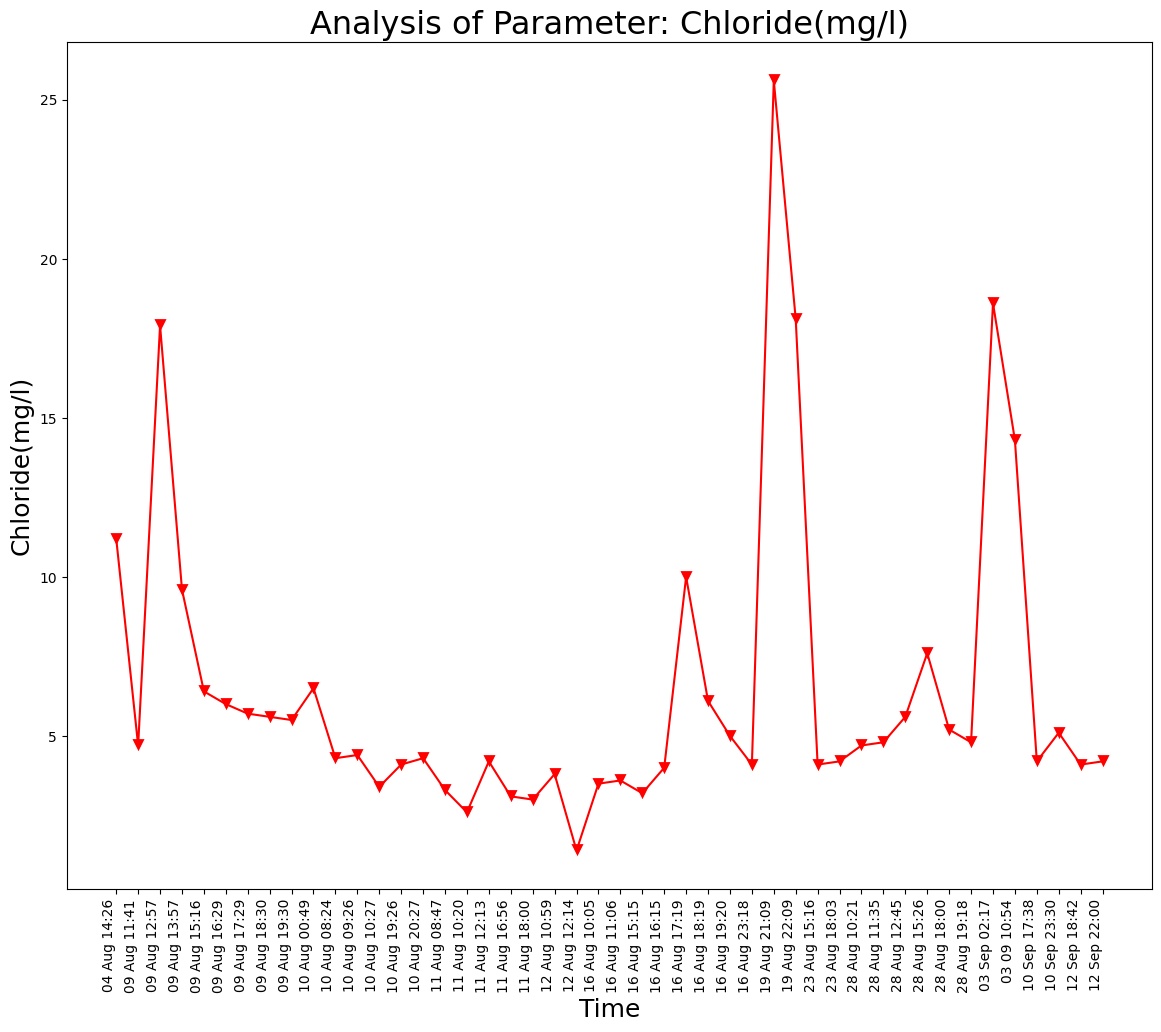 Analysis of Parameter: Chloride(mg/l)
Chloride(mg/l)
25
20
15
10
5
04 Aug 14:26
09 Aug 11:41
09 Aug 12:57
09 Aug 13:57
09 Aug 15:16
09 Aug 16:29
09 Aug 17:29
09 Aug 18:30
09 Aug 19:30
10 Aug 00:49
10 Aug 08:24
10 Aug 09:26
10 Aug 10:27
10 Aug 19:26
10 Aug 20:27
11 Aug 08:47
11 Aug 10:20
11 Aug 12:13
11 Aug 16:56
11 Aug 18:00
12 Aug 10:59
12 Aug 12:14
16 Aug 10:05
16 Aug 11:06
16 Aug 15:15
16 Aug 16:15
16 Aug 17:19
16 Aug 18:19
16 Aug 19:20
16 Aug 23:18
19 Aug 21:09
19 Aug 22:09
23 Aug 15:16
23 Aug 18:03
28 Aug 10:21
28 Aug 11:35
28 Aug 12:45
28 Aug 15:26
28 Aug 18:00
28 Aug 19:18
03 Sep 02:17
03 09 10:54
10 Sep 17:38
10 Sep 23:30
12 Sep 18:42
12 Sep 22:00
Time